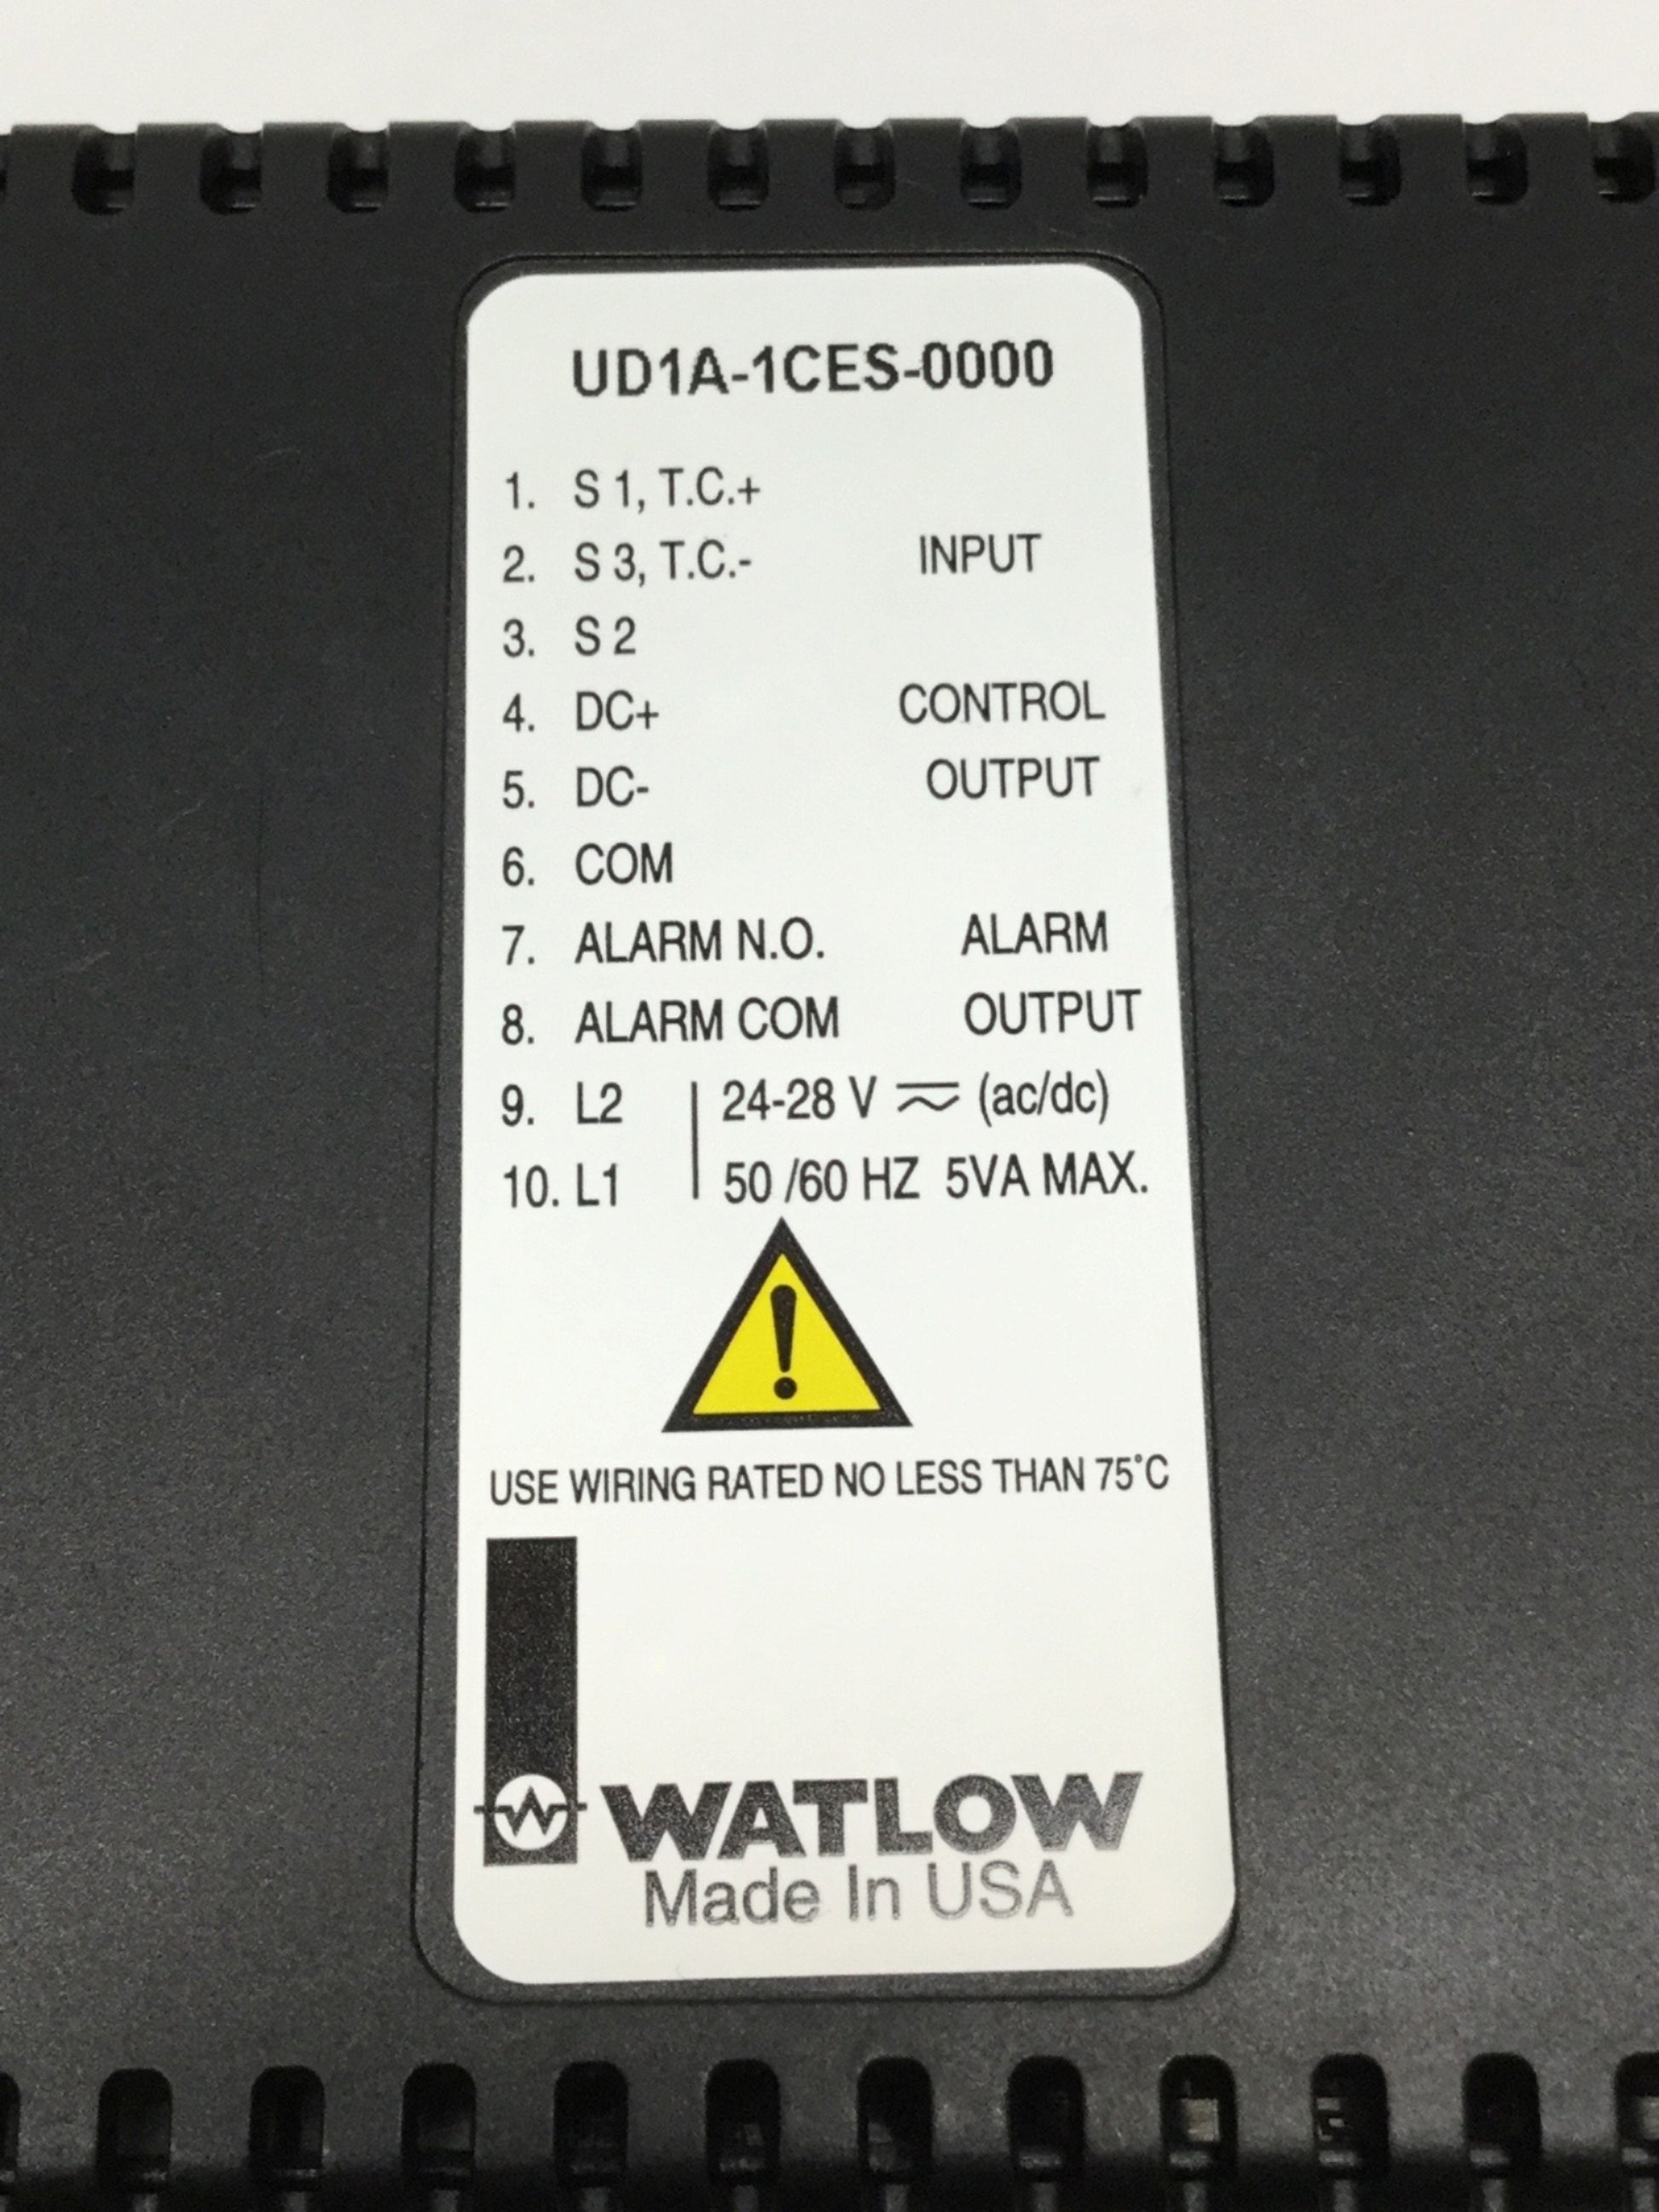 UD1A-1CES-0000
1. S 1, T.C.+
2. S 3, T.C.- INPUT
3. S 2
4. DC+ CONTROL
5. DC- OUTPUT
6. COM
7. ALARM N.O. ALARM
8. ALARM COM OUTPUT
9. L2 24-28 V ⎓ (ac/dc)
10. L1 50 /60 HZ 5VA MAX.
USE WIRING RATED NO LESS THAN 75°C
WATLOW
Made In USA